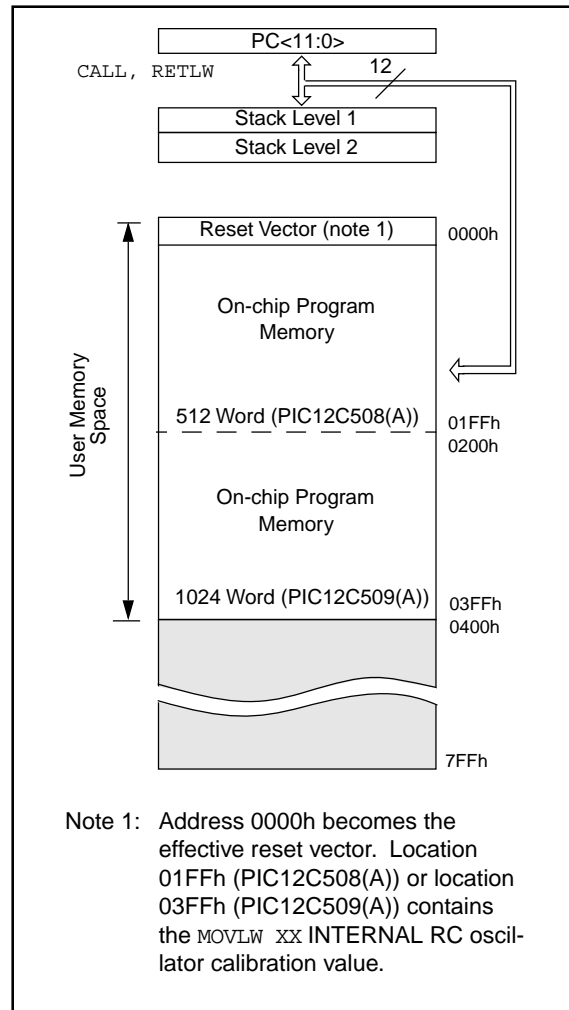 PC<11:0>
CALL, RETLW
12
Stack Level 1
Stack Level 2
Reset Vector (note 1)
0000h
On-chip Program
Memory
User Memory
Space
512 Word (PIC12C508(A))
01FFh
0200h
On-chip Program
Memory
1024 Word (PIC12C509(A))
03FFh
0400h
7FFh
Note 1: Address 0000h becomes the
effective reset vector. Location
01FFh (PIC12C508(A)) or location
03FFh (PIC12C509(A)) contains
the MOVLW XX INTERNAL RC oscil-
lator calibration value.